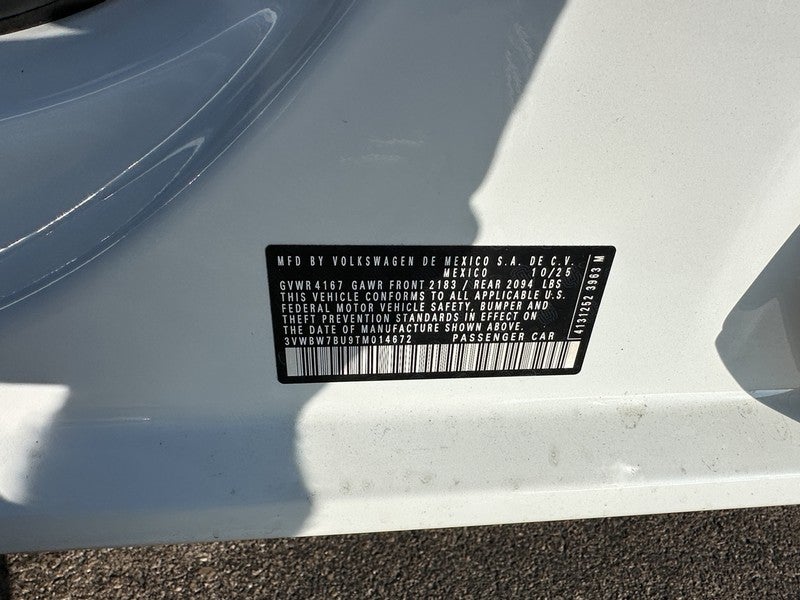 MFD BY VOLKSWAGEN DE MEXICO S.A. DE C.V.
MEXICO 10/25
GVWR 4167 GAWR FRONT 2183 / REAR 2094 LBS
THIS VEHICLE CONFORMS TO ALL APPLICABLE U.S.
FEDERAL MOTOR VEHICLE SAFETY, BUMPER AND
THEFT PREVENTION STANDARDS IN EFFECT ON
THE DATE OF MANUFACTURE SHOWN ABOVE.
3VWBW7BU9TM014672 PASSENGER CAR
4131252 3963 M